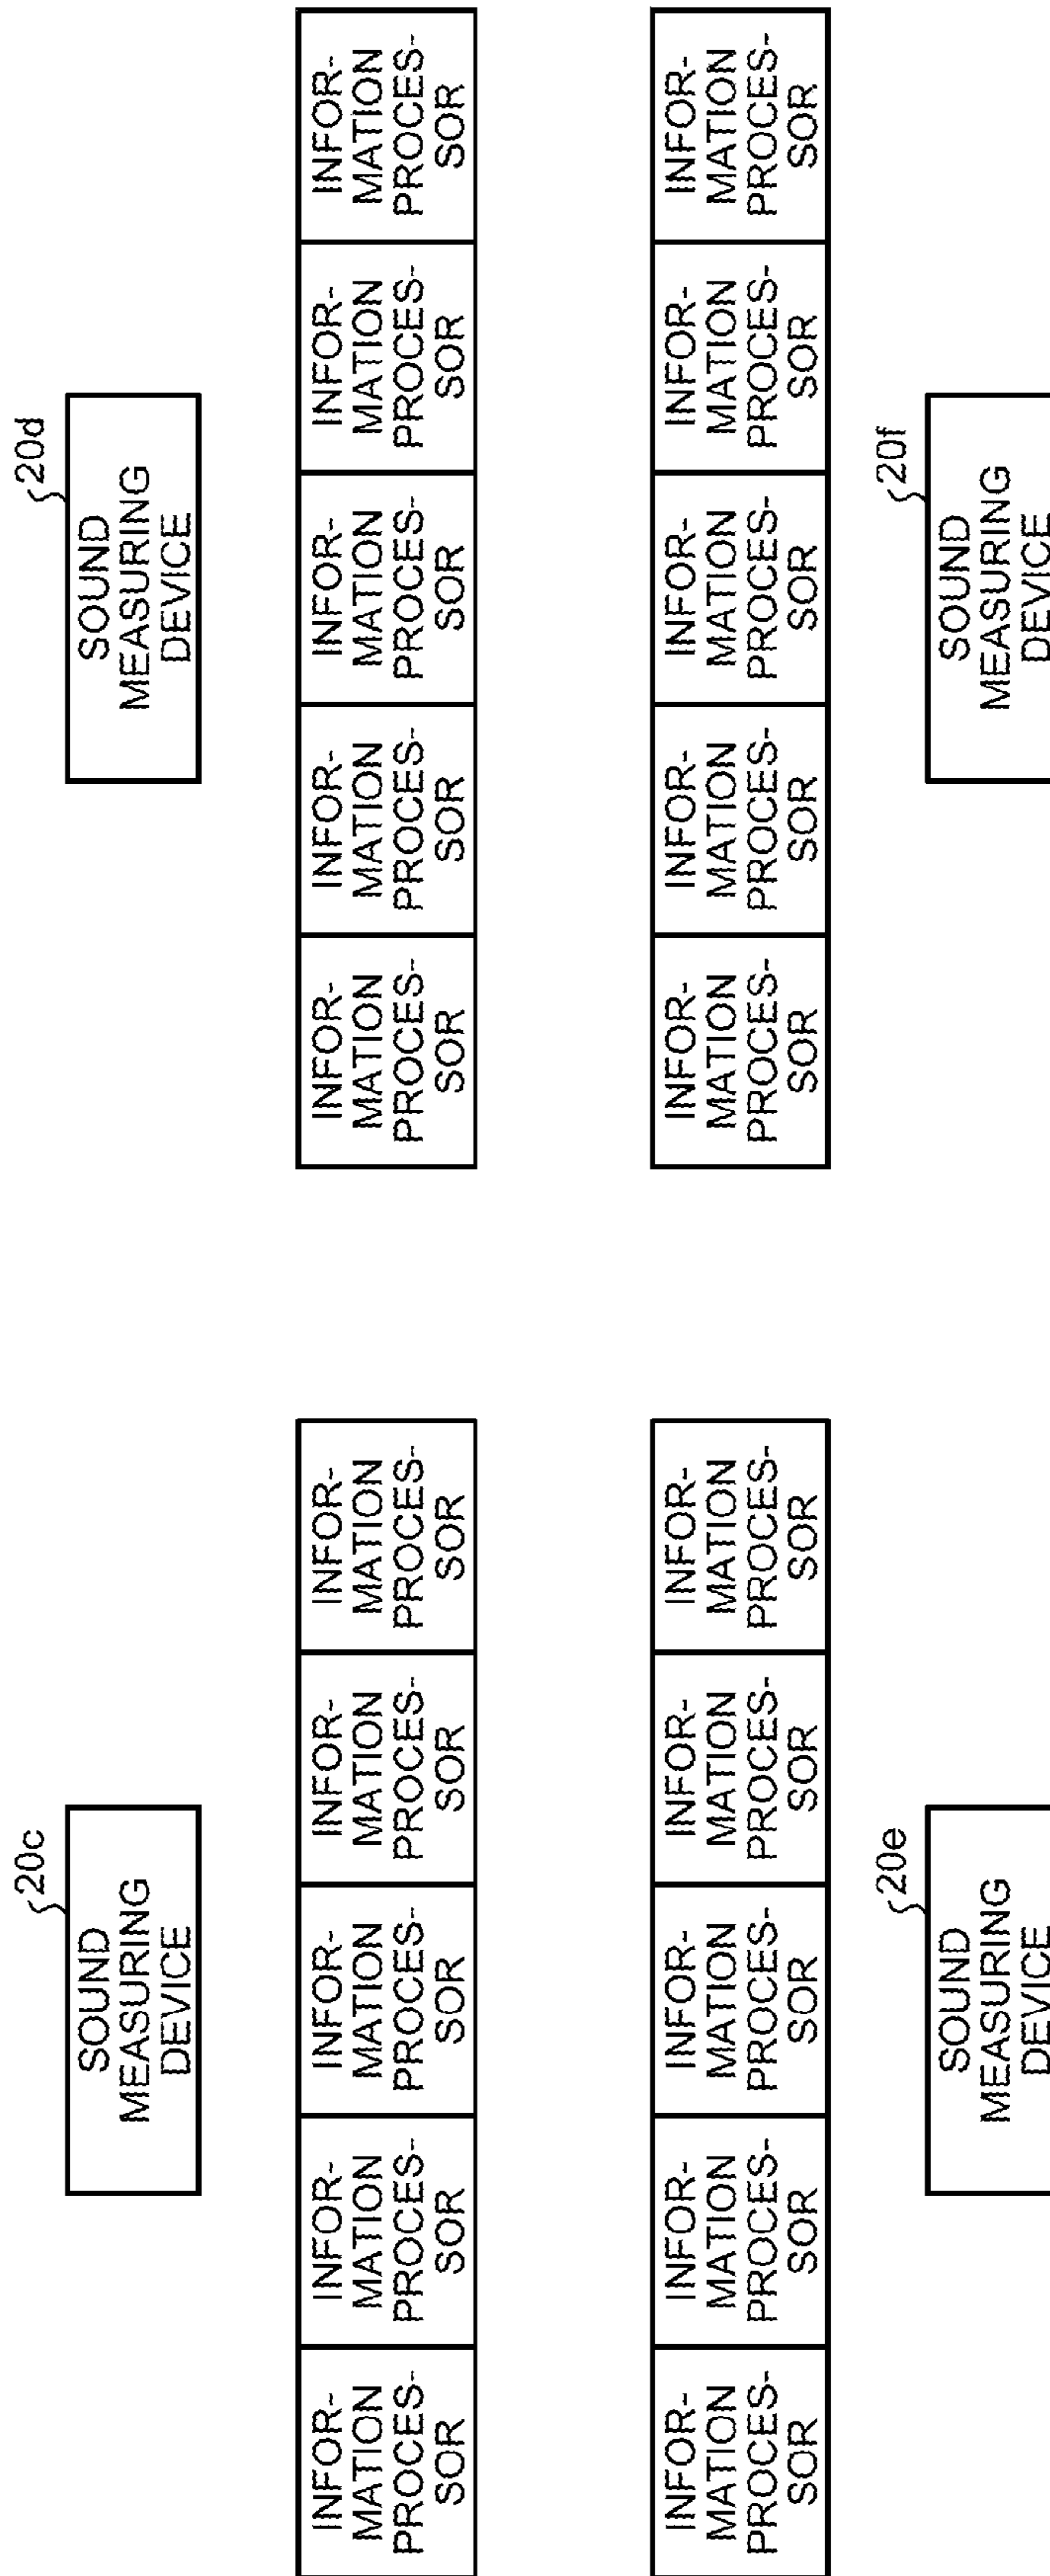 20c
SOUND
MEASURING
DEVICE
20d
SOUND
MEASURING
DEVICE
INFOR-
MATION
PROCES-
SOR
INFOR-
MATION
PROCES-
SOR
INFOR-
MATION
PROCES-
SOR
INFOR-
MATION
PROCES-
SOR
INFOR-
MATION
PROCES-
SOR
INFOR-
MATION
PROCES-
SOR
INFOR-
MATION
PROCES-
SOR
INFOR-
MATION
PROCES-
SOR
INFOR-
MATION
PROCES-
SOR
INFOR-
MATION
PROCES-
SOR
INFOR-
MATION
PROCES-
SOR
INFOR-
MATION
PROCES-
SOR
INFOR-
MATION
PROCES-
SOR
INFOR-
MATION
PROCES-
SOR
INFOR-
MATION
PROCES-
SOR
INFOR-
MATION
PROCES-
SOR
INFOR-
MATION
PROCES-
SOR
INFOR-
MATION
PROCES-
SOR
INFOR-
MATION
PROCES-
SOR
INFOR-
MATION
PROCES-
SOR
20e
SOUND
MEASURING
DEVICE
20f
SOUND
MEASURING
DEVICE